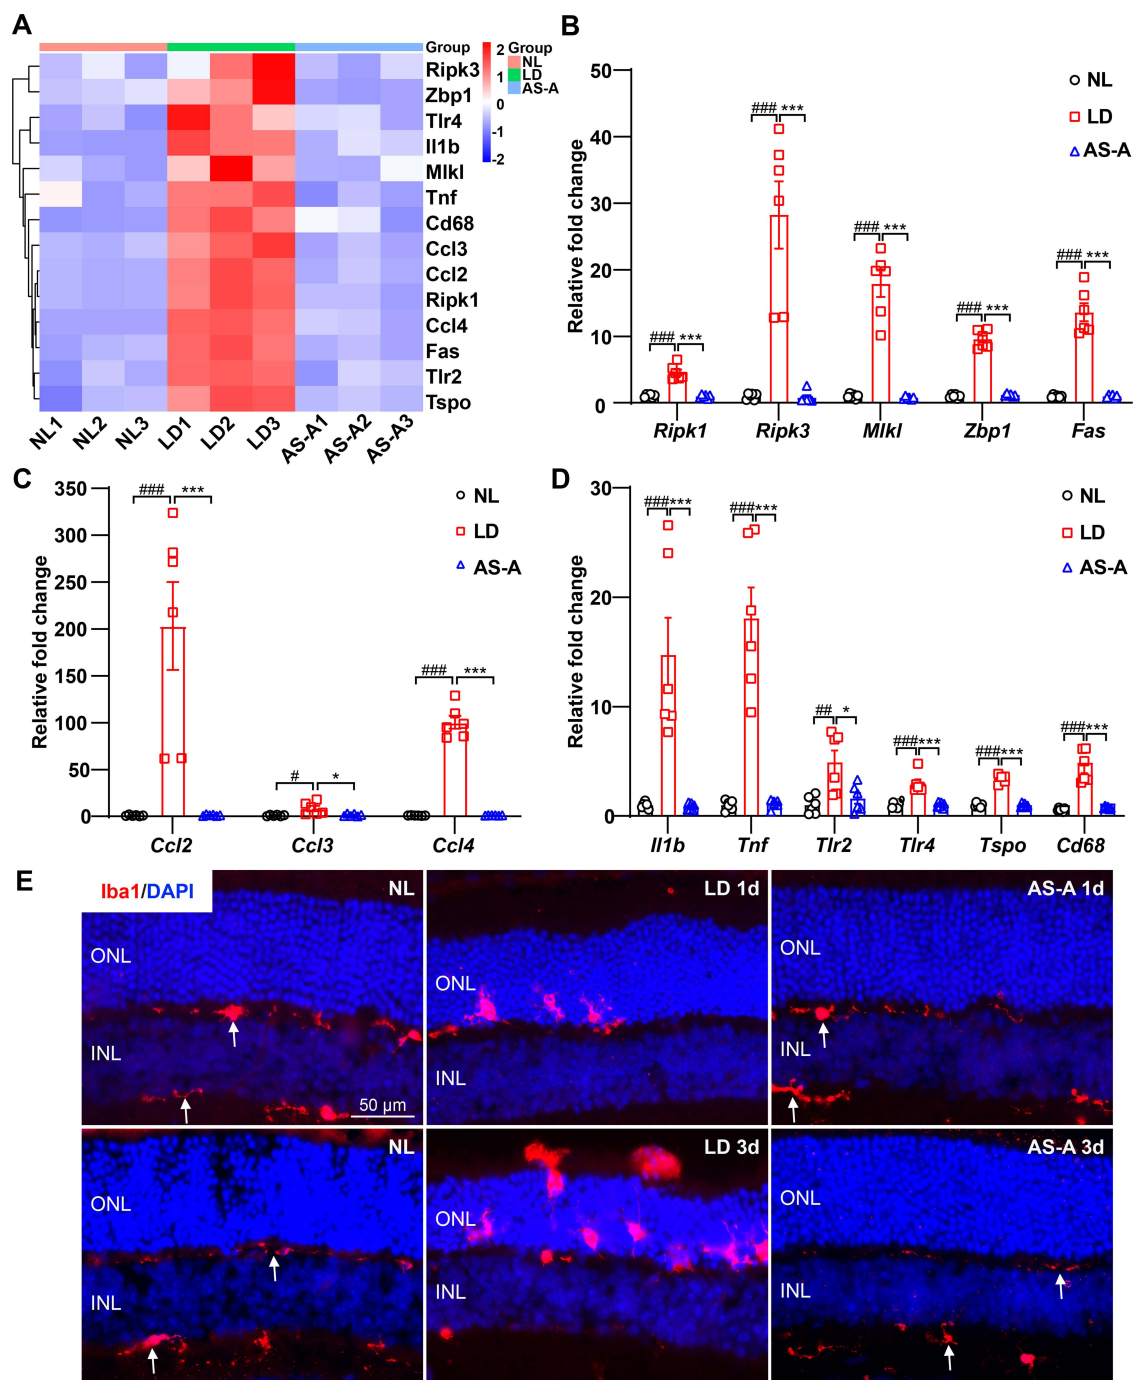 A
Group
2
1
0
-1
-2
Group
NL
LD
AS-A
Ripk3
Zbp1
Tlr4
Il1b
Mlkl
Tnf
Cd68
Ccl3
Ccl2
Ripk1
Ccl4
Fas
Tlr2
Tspo
NL1 NL2 NL3 LD1 LD2 LD3 AS-A1 AS-A2 AS-A3
B
Relative fold change
50
40
30
20
10
0
NL
LD
AS-A
### ***
### ***
### ***
### ***
### ***
Ripk1 Ripk3 Mlkl Zbp1 Fas
C
Relative fold change
350
300
250
200
150
100
50
0
NL
LD
AS-A
### ***
# *
### ***
Ccl2 Ccl3 Ccl4
D
Relative fold change
30
20
10
0
NL
LD
AS-A
### ***
### ***
## *
### ***
### ***
### ***
Il1b Tnf Tlr2 Tlr4 Tspo Cd68
E
Iba1/DAPI
NL
ONL
INL
50 µm
LD 1d
ONL
INL
AS-A 1d
ONL
INL
NL
ONL
INL
LD 3d
ONL
INL
AS-A 3d
ONL
INL